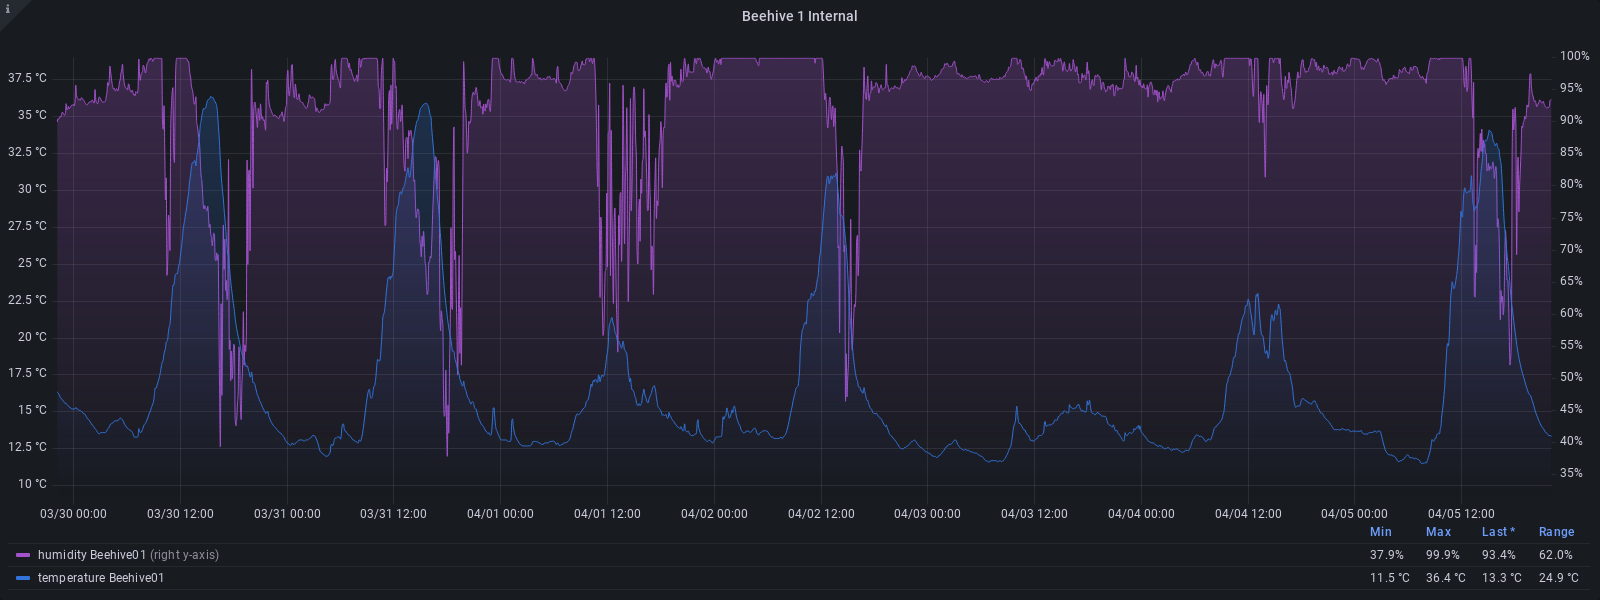 i
Beehive 1 Internal
37.5 °C
35 °C
32.5 °C
30 °C
27.5 °C
25 °C
22.5 °C
20 °C
17.5 °C
15 °C
12.5 °C
10 °C
100%
95%
90%
85%
80%
75%
70%
65%
60%
55%
50%
45%
40%
35%
03/30 00:00 03/30 12:00 03/31 00:00 03/31 12:00 04/01 00:00 04/01 12:00 04/02 00:00 04/02 12:00 04/03 00:00 04/03 12:00 04/04 00:00 04/04 12:00 04/05 00:00 04/05 12:00
Min Max Last * Range
humidity Beehive01 (right y-axis) 37.9% 99.9% 93.4% 62.0%
temperature Beehive01 11.5 °C 36.4 °C 13.3 °C 24.9 °C